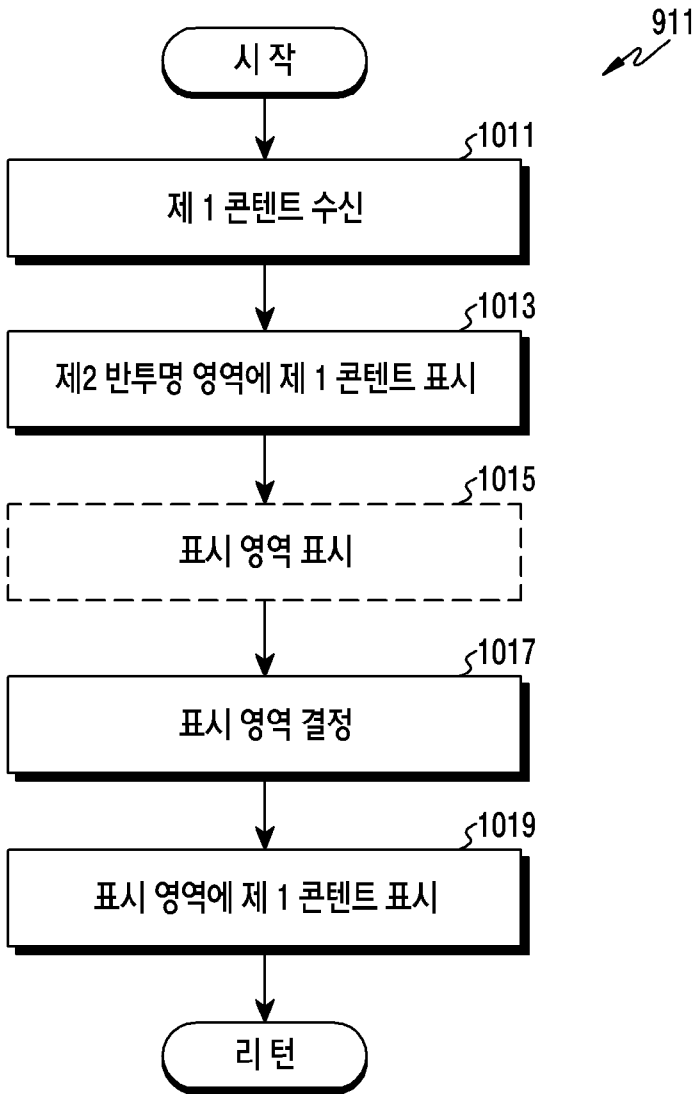 911
시 작
1011
제 1 콘텐트 수신
1013
제2 반투명 영역에 제 1 콘텐트 표시
1015
표시 영역 표시
1017
표시 영역 결정
1019
표시 영역에 제 1 콘텐트 표시
리 턴